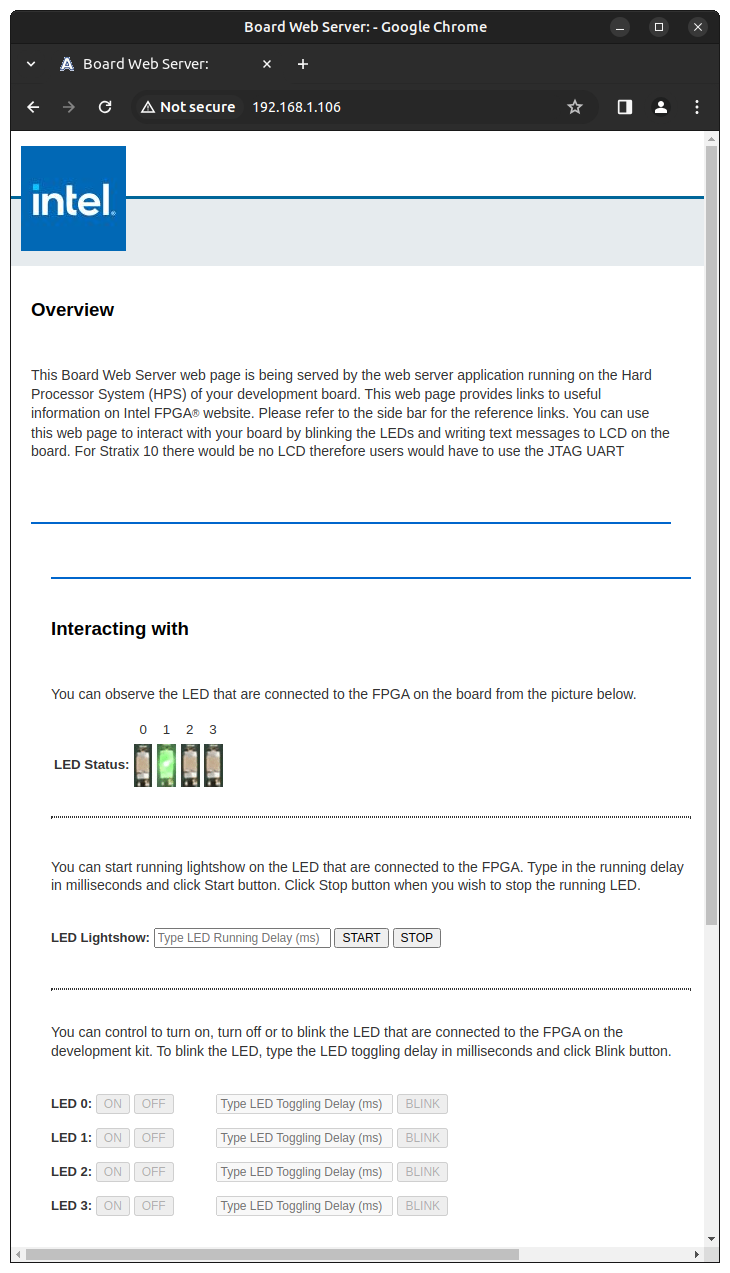 Board Web Server: - Google Chrome
Board Web Server:
Not secure 192.168.1.106
intel®
Overview
This Board Web Server web page is being served by the web server application running on the Hard
Processor System (HPS) of your development board. This web page provides links to useful
information on Intel FPGA® website. Please refer to the side bar for the reference links. You can use
this web page to interact with your board by blinking the LEDs and writing text messages to LCD on the
board. For Stratix 10 there would be no LCD therefore users would have to use the JTAG UART
Interacting with
You can observe the LED that are connected to the FPGA on the board from the picture below.
0 1 2 3
LED Status:
You can start running lightshow on the LED that are connected to the FPGA. Type in the running delay
in milliseconds and click Start button. Click Stop button when you wish to stop the running LED.
LED Lightshow: Type LED Running Delay (ms) START STOP
You can control to turn on, turn off or to blink the LED that are connected to the FPGA on the
development kit. To blink the LED, type the LED toggling delay in milliseconds and click Blink button.
LED 0: ON OFF Type LED Toggling Delay (ms) BLINK
LED 1: ON OFF Type LED Toggling Delay (ms) BLINK
LED 2: ON OFF Type LED Toggling Delay (ms) BLINK
LED 3: ON OFF Type LED Toggling Delay (ms) BLINK